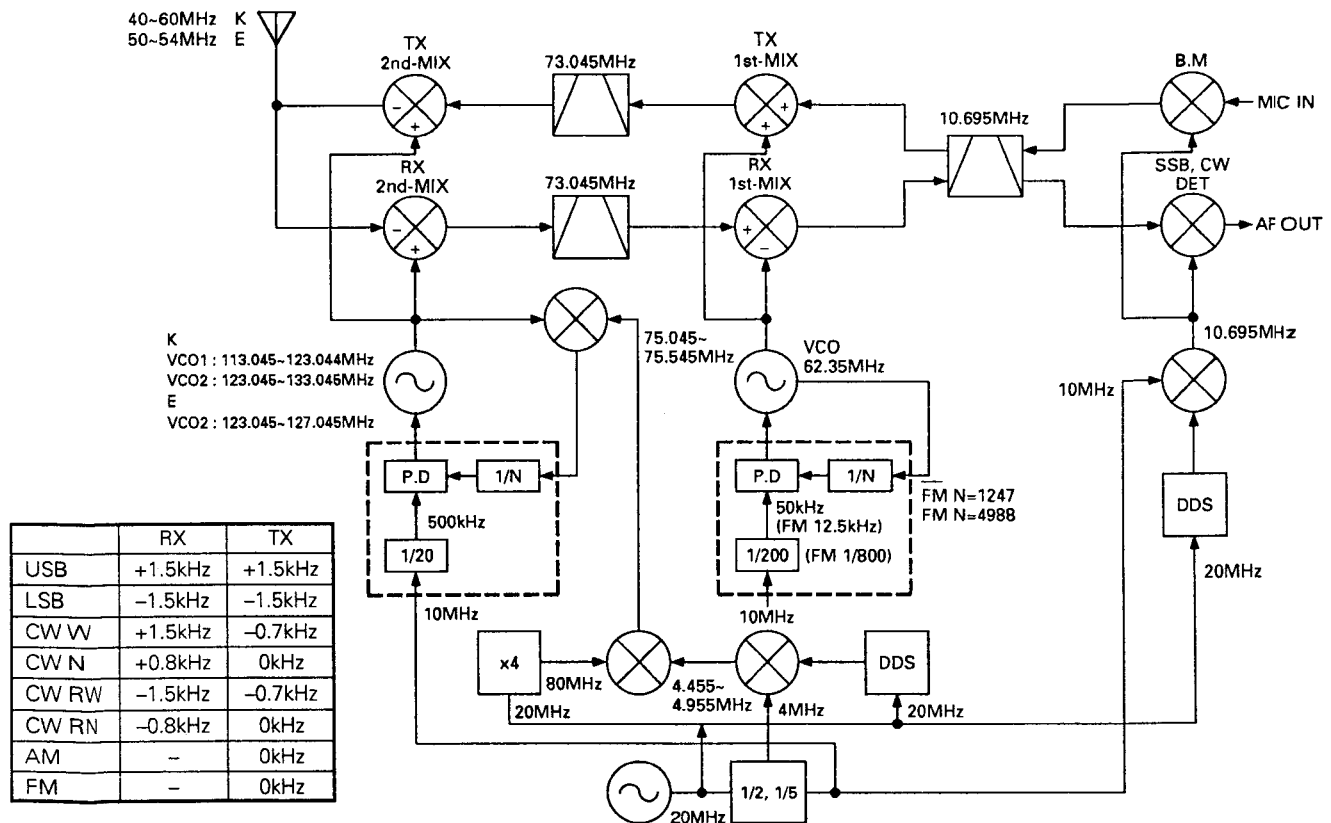 40~60MHz K
50~54MHz E
TX
2nd-MIX
73.045MHz
TX
1st-MIX
B.M
MIC IN
10.695MHz
RX
2nd-MIX
73.045MHz
RX
1st-MIX
SSB, CW
DET
AF OUT
K
VCO1 : 113.045~123.044MHz
VCO2 : 123.045~133.045MHz
E
VCO2 : 123.045~127.045MHz
75.045~
75.545MHz
VCO
62.35MHz
10.695MHz
10MHz
P.D
1/N
500kHz
1/20
10MHz
P.D
1/N
50kHz
(FM 12.5kHz)
1/200
(FM 1/800)
10MHz
FM N=1247
FM N=4988
DDS
20MHz
x4
80MHz
20MHz
4.455~
4.955MHz
4MHz
DDS
20MHz
20MHz
1/2, 1/5
RX TX
USB +1.5kHz +1.5kHz
LSB −1.5kHz −1.5kHz
CW W +1.5kHz −0.7kHz
CW N +0.8kHz 0kHz
CW RW −1.5kHz −0.7kHz
CW RN −0.8kHz 0kHz
AM − 0kHz
FM − 0kHz